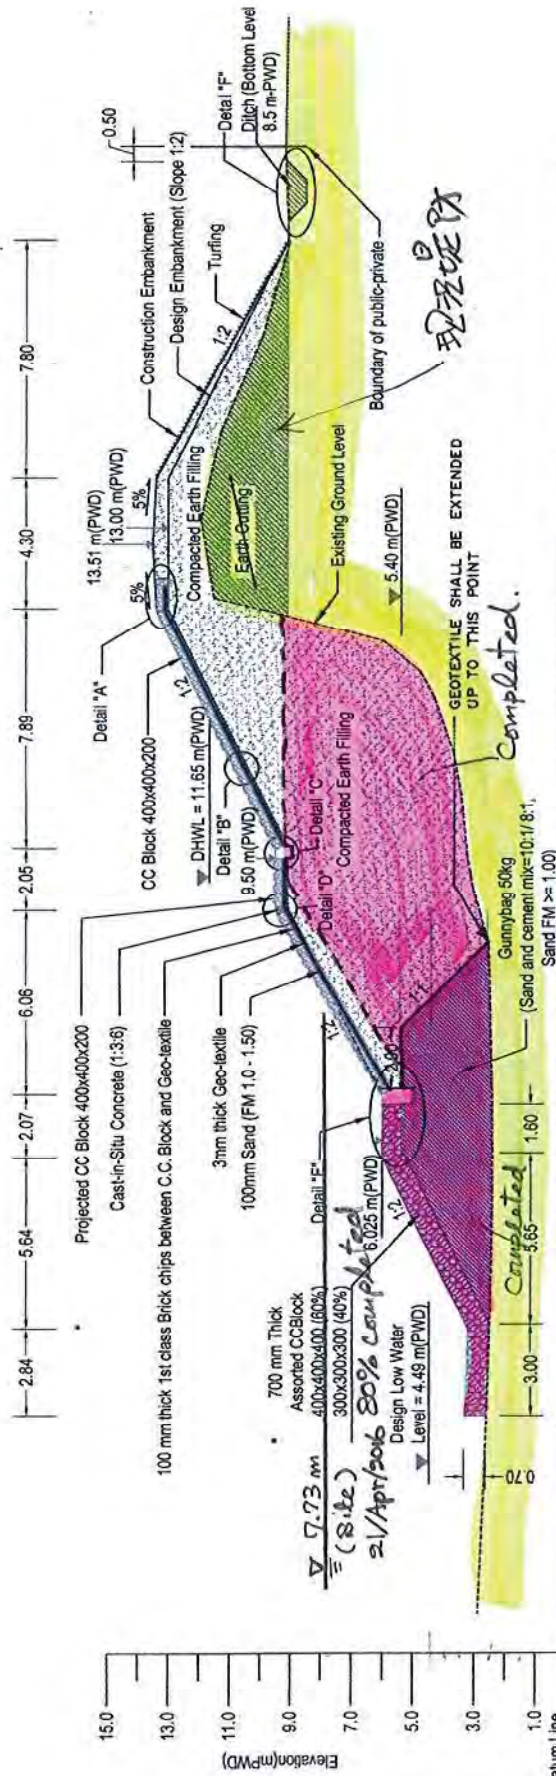 2.84
5.64
2.07
6.06
2.05
7.89
4.30
7.80
0.50
Projected CC Block 400x400x200
Cast-in-Situ Concrete (1:3:6)
100 mm thick 1st class Brick chips between C.C. Block and Geo-textile
3mm thick Geo-textile
100mm Sand (FM 1.0 - 1.50)
Detail "A"
CC Block 400x400x200
1:2
DHWL = 11.65 m(PWD)
Detail "B"
9.50 m(PWD)
13.51 m(PWD)
13.00 m(PWD)
5%
5%
Construction Embankment
Design Embankment (Slope 1:2)
1:2
Turfing
Detal "F"
Ditch (Bottom Level
8.5 m-PWD)
Compacted Earth Filling
Earth Cutting
Boundary of public-private
Existing Ground Level
5.40 m(PWD)
GEOTEXTILE SHALL BE EXTENDED
UP TO THIS POINT
Completed.
Detail "C"
Detail "D"
Compacted Earth Filling
1:2
1:1
2.00
Gunnybag 50kg
(Sand and cement mix=10:1/ 8:1,
Sand FM >= 1.00)
7.73 m
(Site)
21/Apr/2016 80% completed
700 mm Thick
Assorted CCBlock
400x400x400 (60%)
300x300x300 (40%)
Detail "E"
6.025 m(PWD)
1:2
Design Low Water
Level = 4.49 m(PWD)
Completed
0.70
3.00
5.65
1.60
Elevation(mPWD)
15.0
13.0
11.0
9.0
7.0
5.0
3.0
1.0